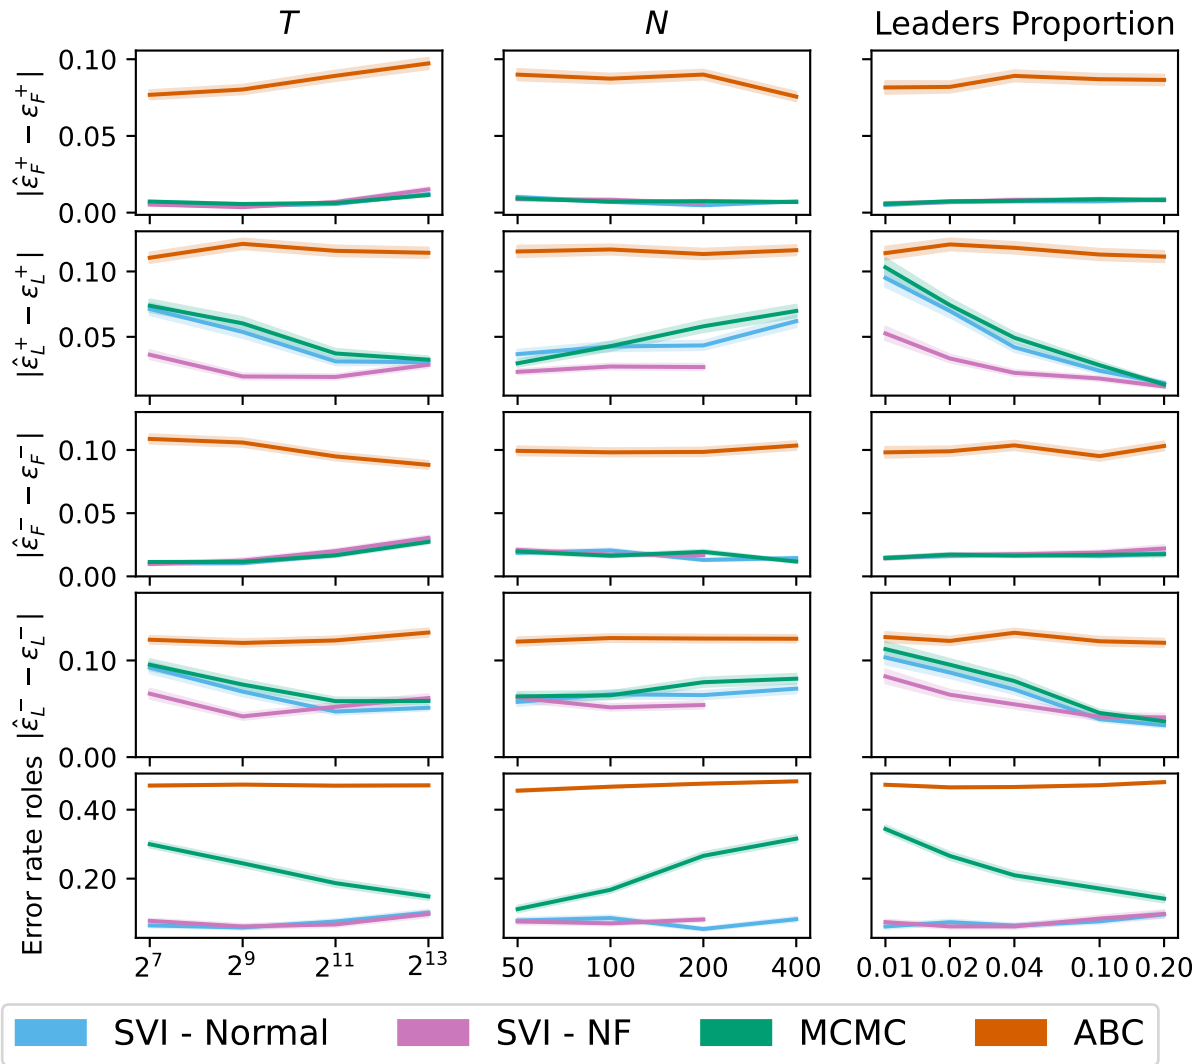 T N Leaders Proportion
|ε̂F+ − εF+|
0.10
0.05
0.00
|ε̂L+ − εL+|
0.10
0.05
|ε̂F− − εF−|
0.10
0.05
0.00
|ε̂L− − εL−|
0.10
0.00
Error rate roles
0.40
0.20
2^7 2^9 2^11 2^13 50 100 200 400 0.01 0.02 0.04 0.10 0.20
SVI - Normal SVI - NF MCMC ABC